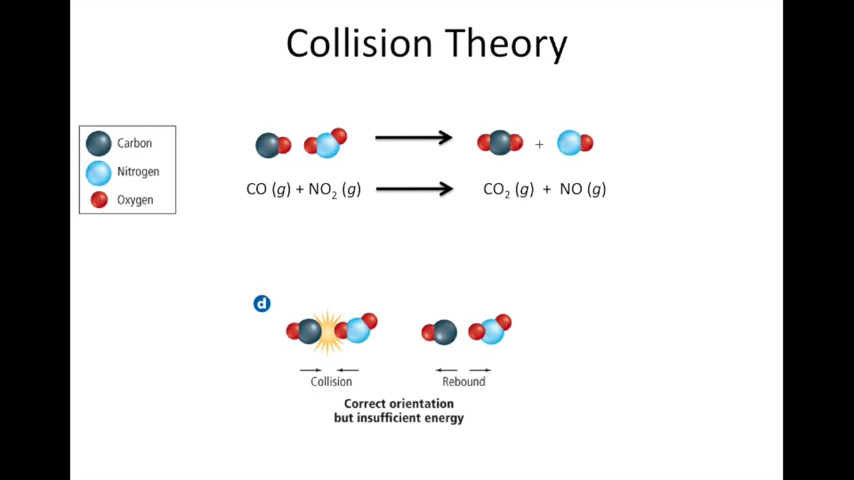 Collision Theory
Carbon
Nitrogen
Oxygen
+
CO (g) + NO₂ (g)
CO₂ (g) + NO (g)
d
Collision
Rebound
Correct orientation
but insufficient energy